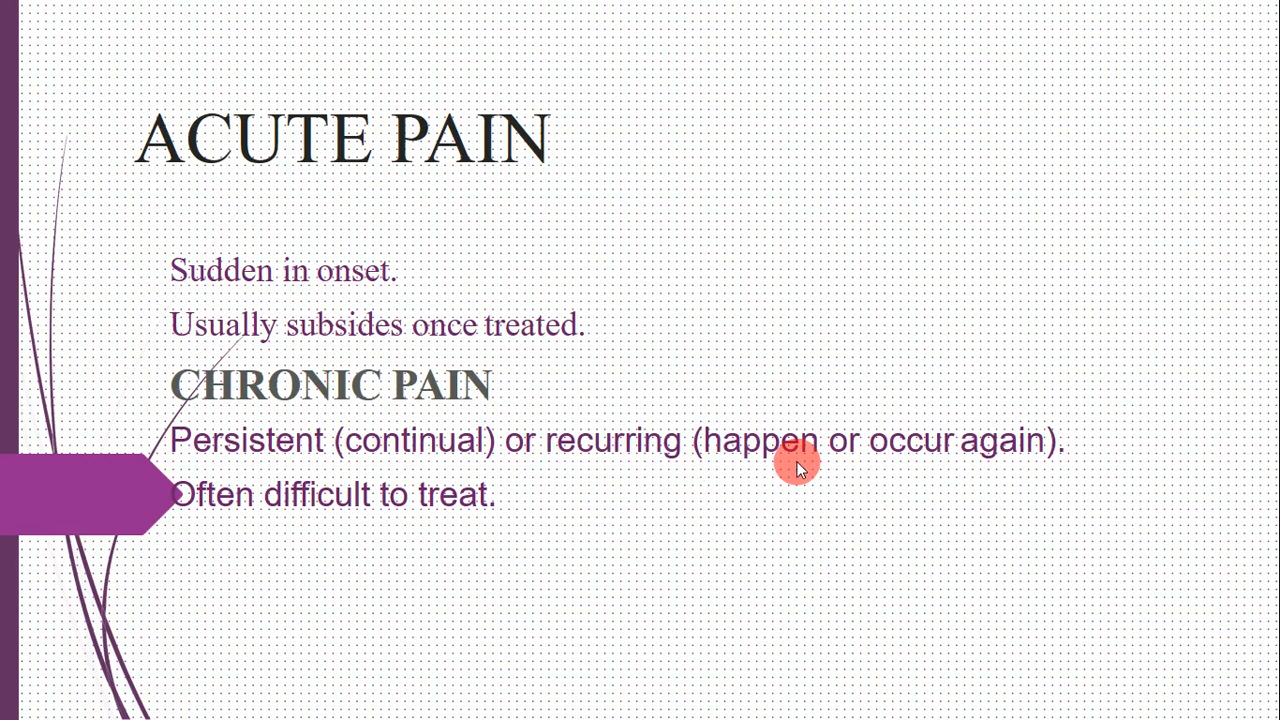 ACUTE PAIN
Sudden in onset.
Usually subsides once treated.
CHRONIC PAIN
Persistent (continual) or recurring (happen or occur again).
Often difficult to treat.